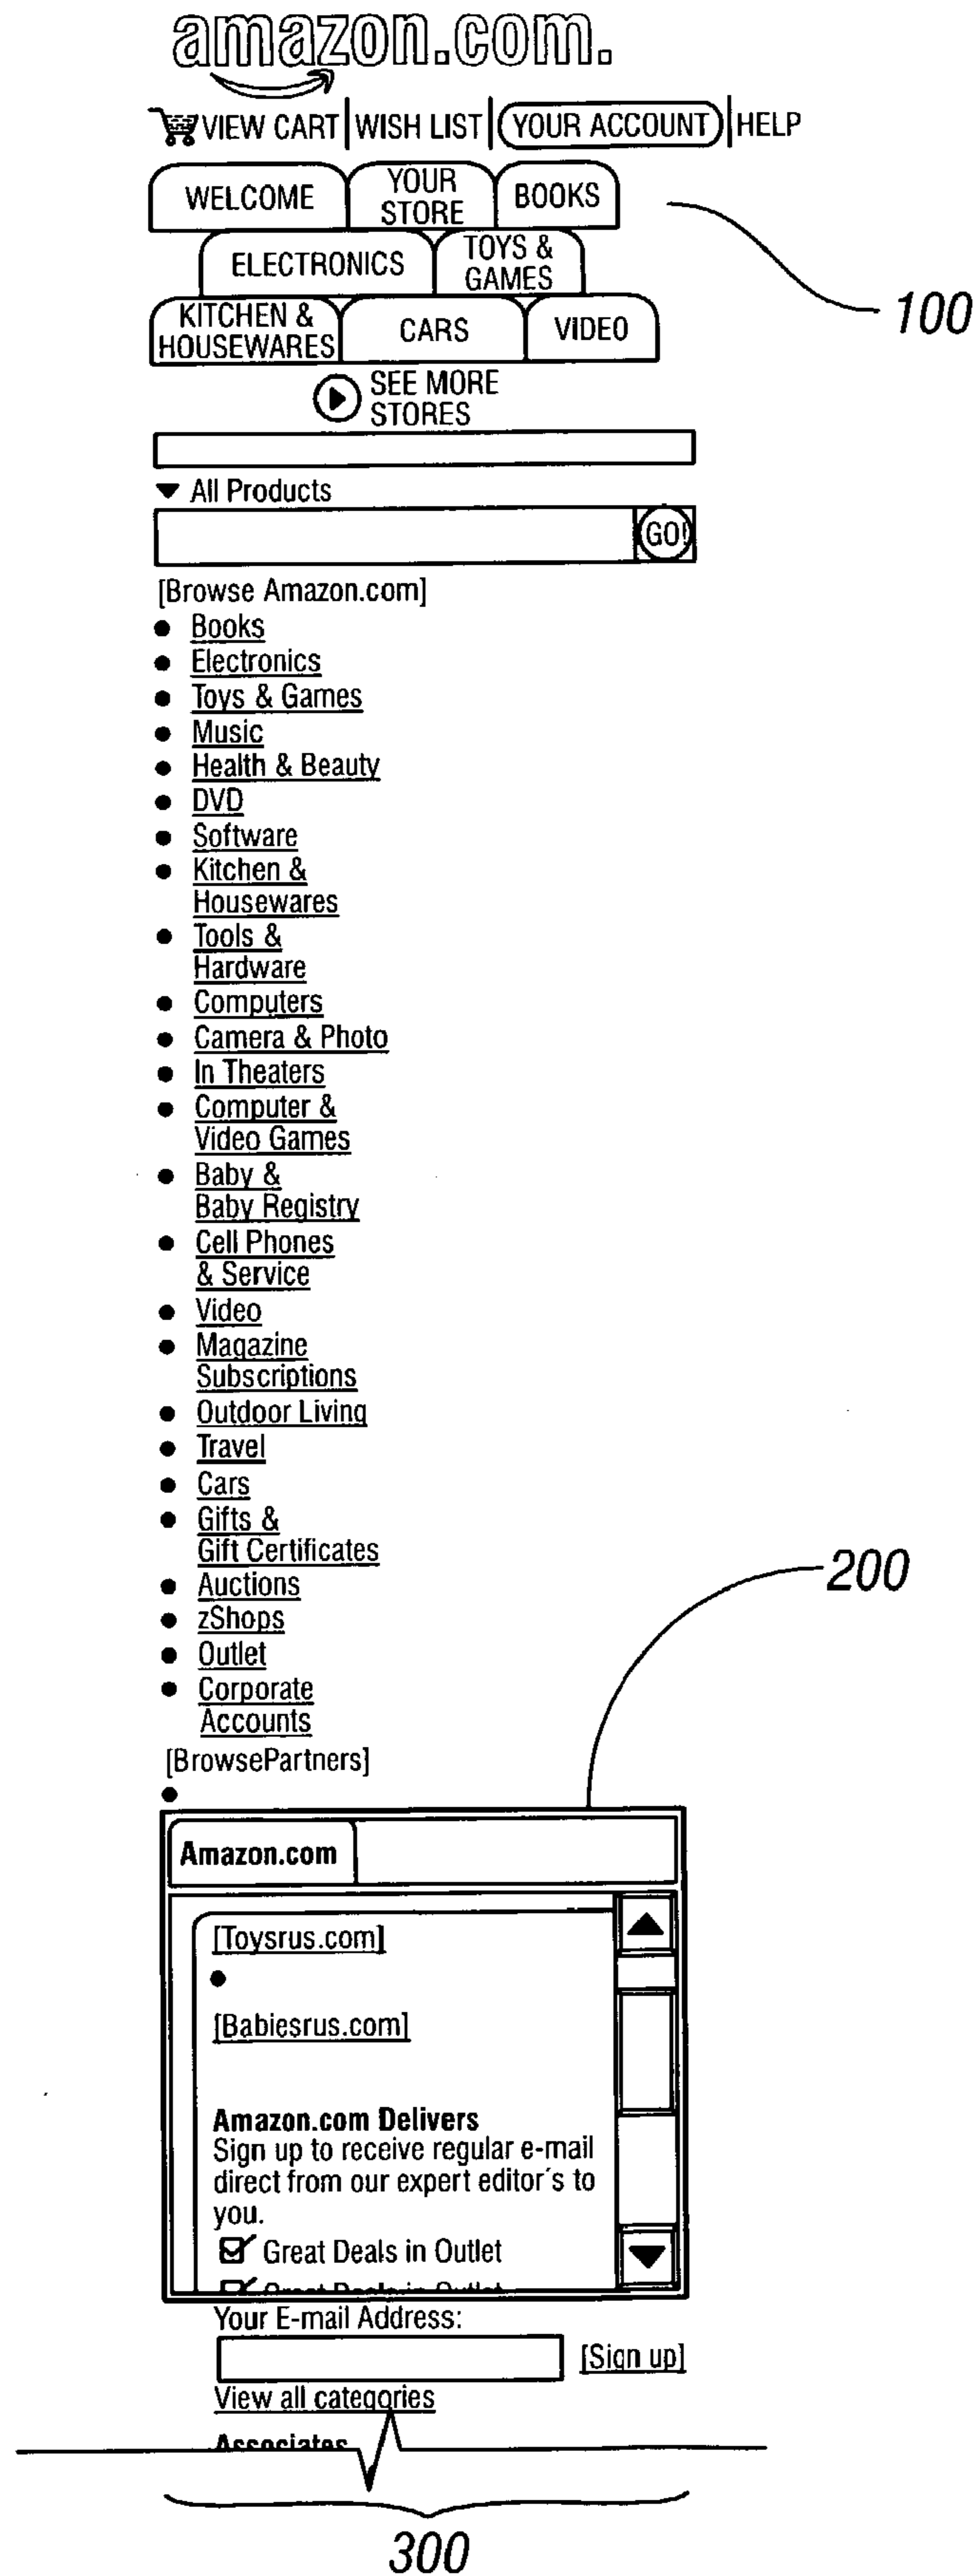 amazon.com.
VIEW CART WISH LIST YOUR ACCOUNT HELP
WELCOME YOUR STORE BOOKS
ELECTRONICS TOYS & GAMES
100
KITCHEN & HOUSEWARES CARS VIDEO
SEE MORE
STORES
All Products
GO!
[Browse Amazon.com]
Books
Electronics
Toys & Games
Music
Health & Beauty
DVD
Software
Kitchen &
Housewares
Tools &
Hardware
Computers
Camera & Photo
In Theaters
Computer &
Video Games
Baby &
Baby Registry
Cell Phones
& Service
Video
Magazine
Subscriptions
Outdoor Living
Travel
Cars
Gifts &
Gift Certificates
200
Auctions
zShops
Outlet
Corporate
Accounts
[BrowsePartners]
Amazon.com
[Toysrus.com]
[Babiesrus.com]
Amazon.com Delivers
Sign up to receive regular e-mail
direct from our expert editor's to
you.
Great Deals in Outlet
Great Deals in Outlet
Your E-mail Address:
[Sign up]
View all categories
Associates
300